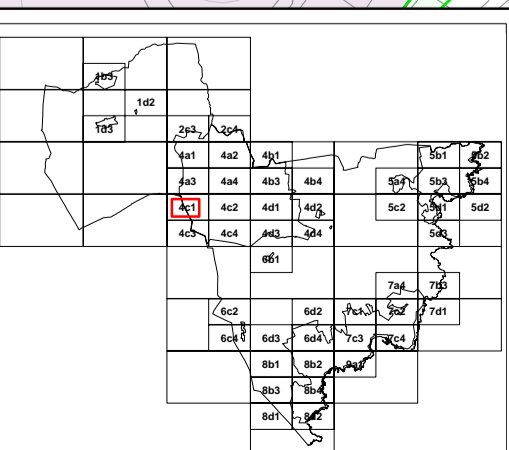 1b3
1d2
1d3 2c3 2c4
4a1 4a2 4b1 5b1 5b2
4a3 4a4 4b3 4b4 5a4 5b3 5b4
4c1 4c2 4d1 4d2 5c2 5d1 5d2
4c3 4c4 4d3 4d4 5d3
6b1
7a4 7b3
6c2 6d2 7c1 7c2 7d1
6c4 6d3 6d4 7c3 7c4
8b1 8b2 9a1
8b3 8b4
8d1 8d2